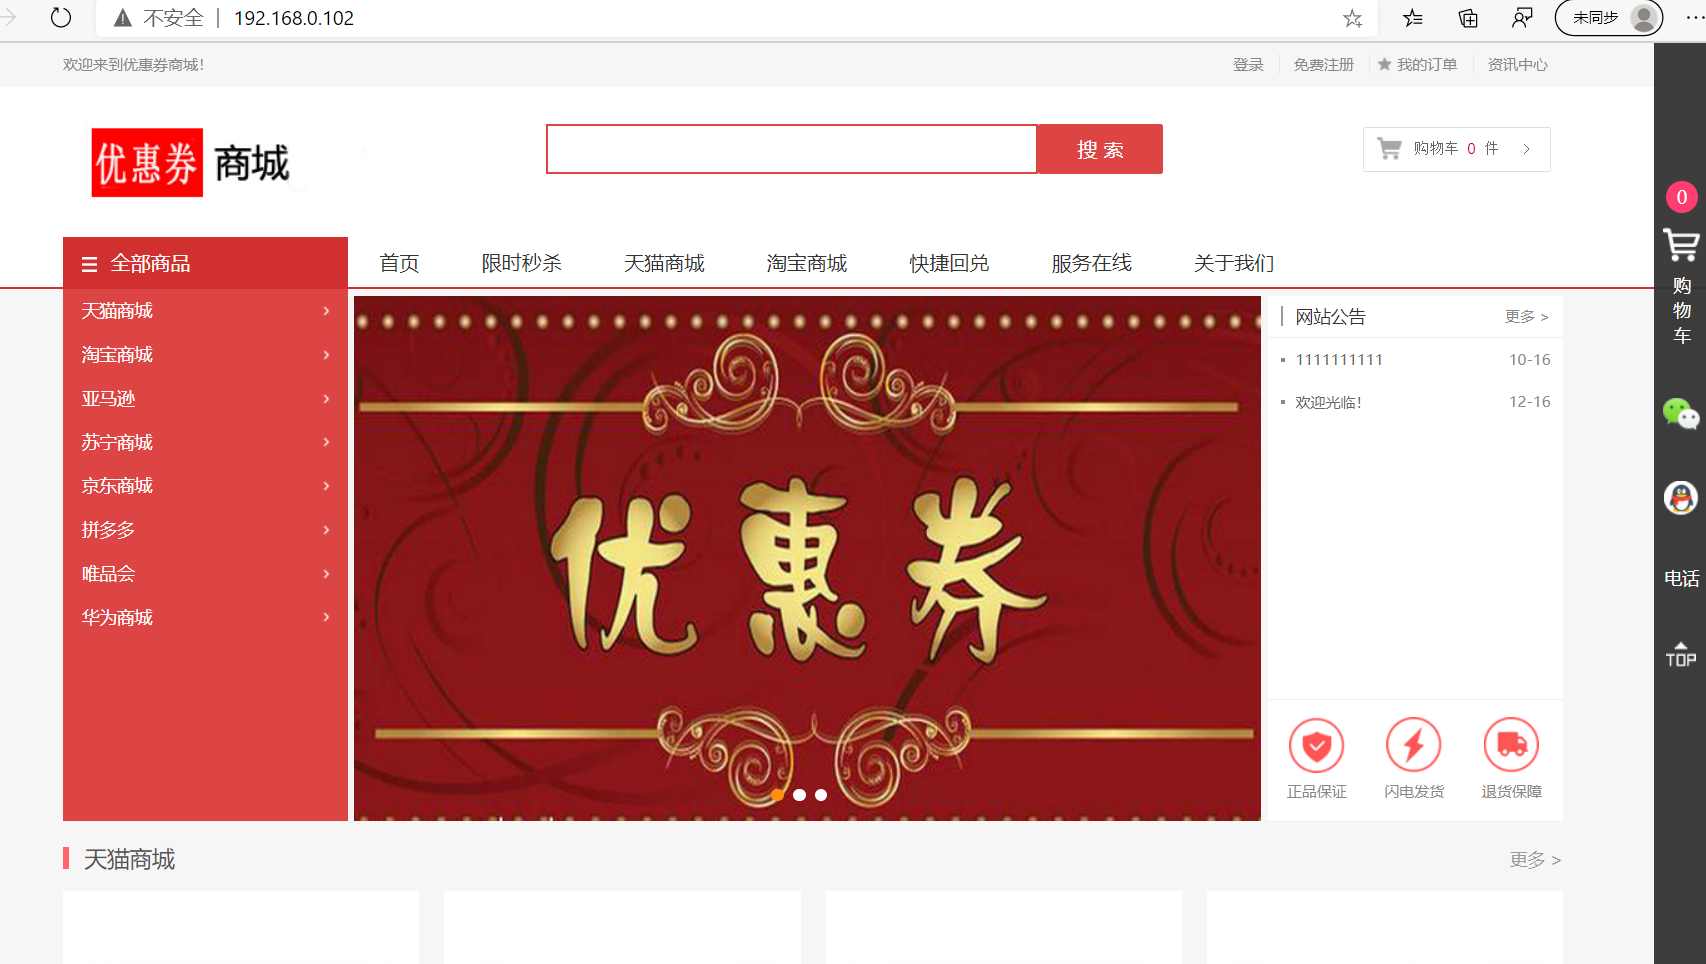 不安全 | 192.168.0.102
未同步
欢迎来到优惠券商城!
登录 免费注册 我的订单 资讯中心
优惠券 商城
搜 索
购物车 0 件 >
0
全部商品
首页 限时秒杀 天猫商城 淘宝商城 快捷回兑 服务在线 关于我们
天猫商城 >
淘宝商城 >
亚马逊 >
苏宁商城 >
京东商城 >
拼多多 >
唯品会 >
华为商城 >
优惠券
网站公告 更多 >
1111111111 10-16
欢迎光临! 12-16
正品保证 闪电发货 退货保障
购物车
电话
TOP
天猫商城 更多 >